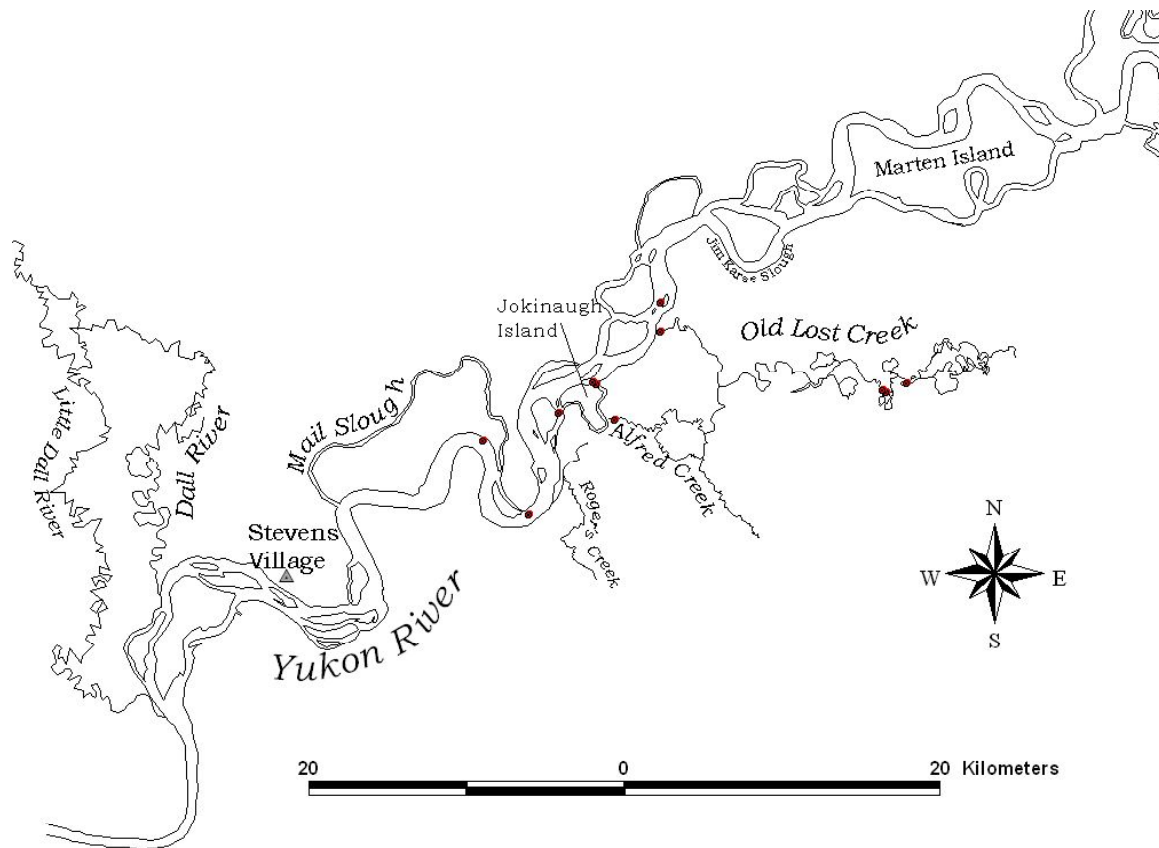 Marten Island
Jim Karse Slough
Jokinaugh
Island
Old Lost Creek
Mail Slough
Little Dall River
Dall River
Alfred Creek
Rogers Creek
Stevens
Village
Yukon River
N
W E
S
20 0 20 Kilometers